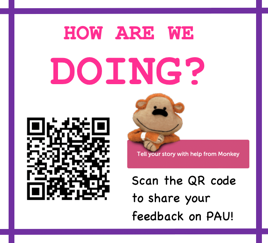 HOW ARE WE
DOING?
Tell your story with help from Monkey
Scan the QR code
to share your
feedback on PAU!